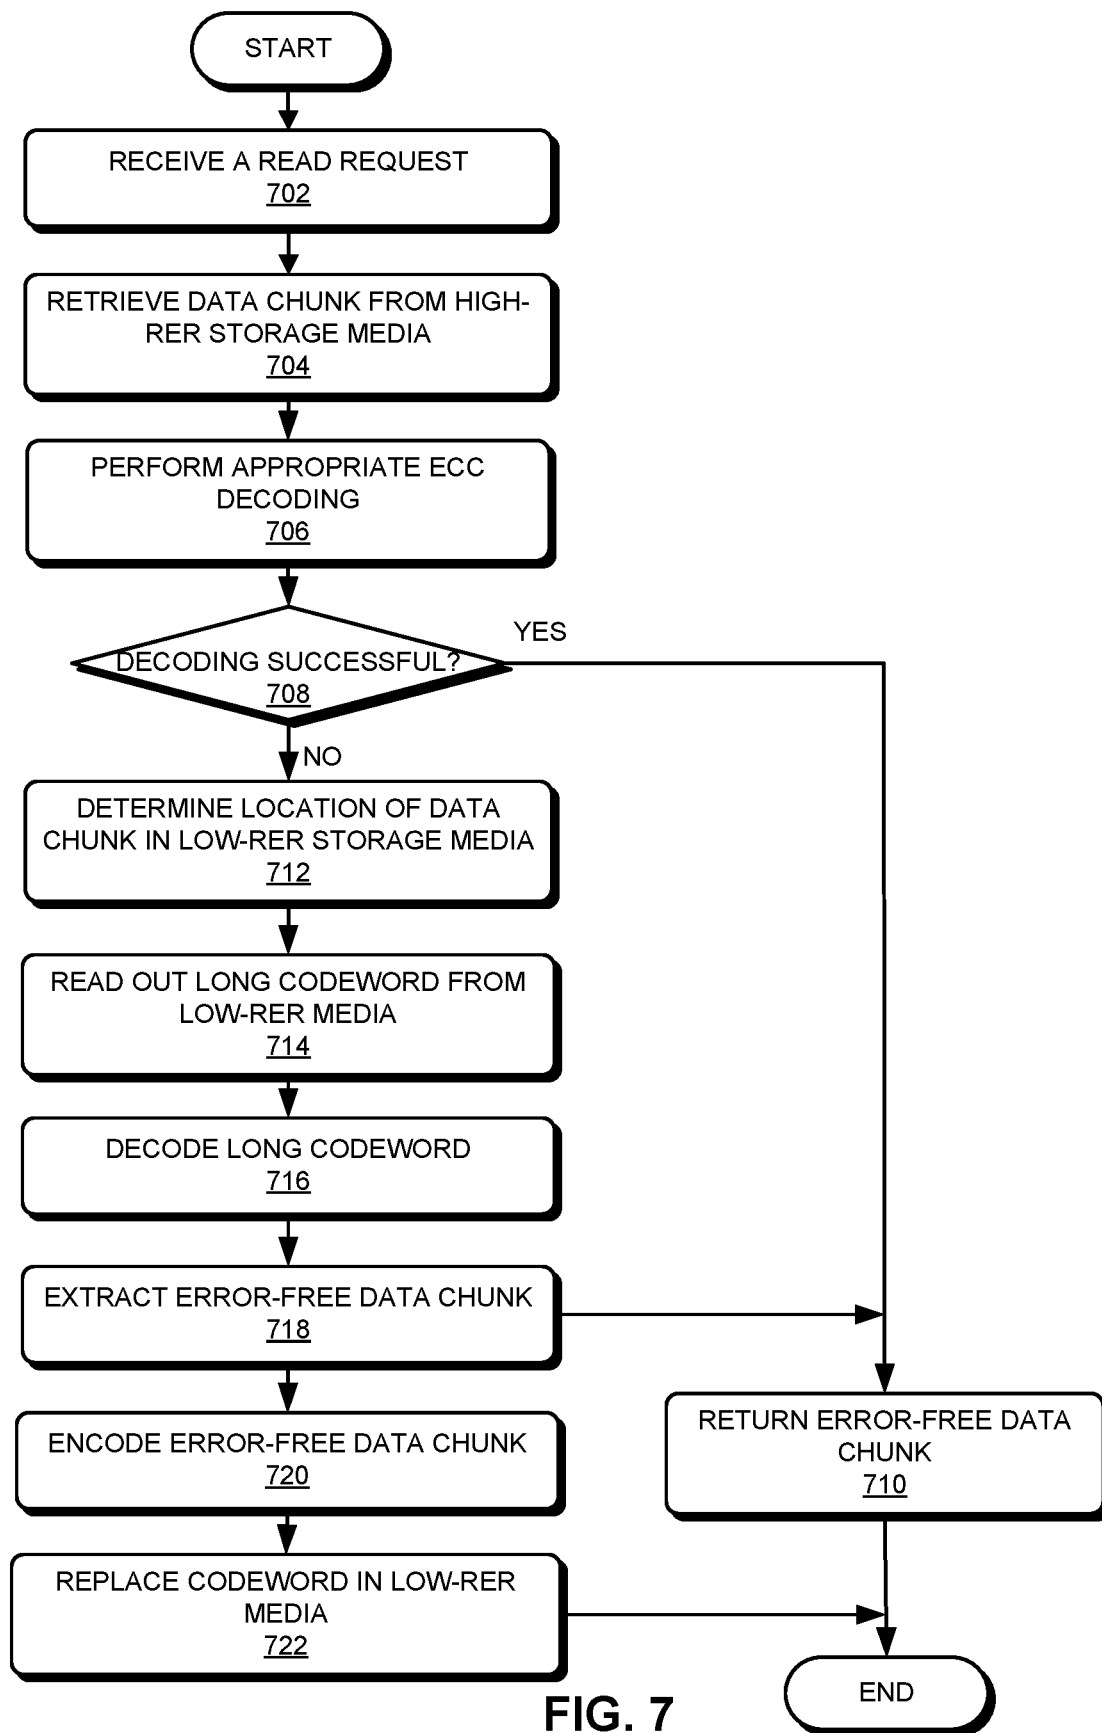 START
RECEIVE A READ REQUEST
702
RETRIEVE DATA CHUNK FROM HIGH-
RER STORAGE MEDIA
704
PERFORM APPROPRIATE ECC
DECODING
706
YES
DECODING SUCCESSFUL?
708
NO
DETERMINE LOCATION OF DATA
CHUNK IN LOW-RER STORAGE MEDIA
712
READ OUT LONG CODEWORD FROM
LOW-RER MEDIA
714
DECODE LONG CODEWORD
716
EXTRACT ERROR-FREE DATA CHUNK
718
ENCODE ERROR-FREE DATA CHUNK
720
RETURN ERROR-FREE DATA
CHUNK
710
REPLACE CODEWORD IN LOW-RER
MEDIA
722
END
FIG. 7